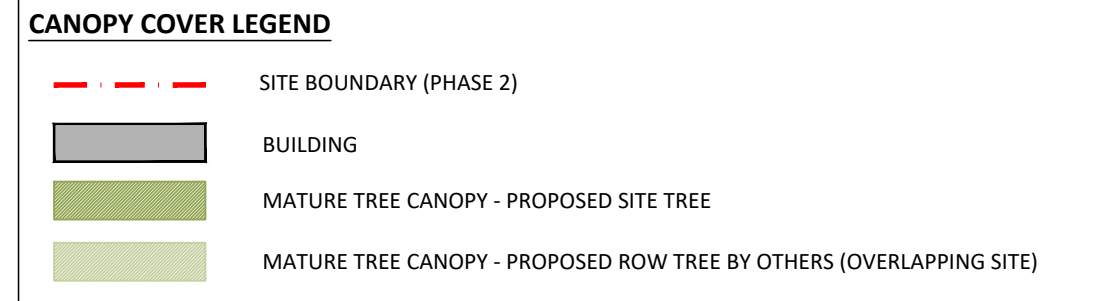 CANOPY COVER LEGEND
SITE BOUNDARY (PHASE 2)
BUILDING
MATURE TREE CANOPY - PROPOSED SITE TREE
MATURE TREE CANOPY - PROPOSED ROW TREE BY OTHERS (OVERLAPPING SITE)